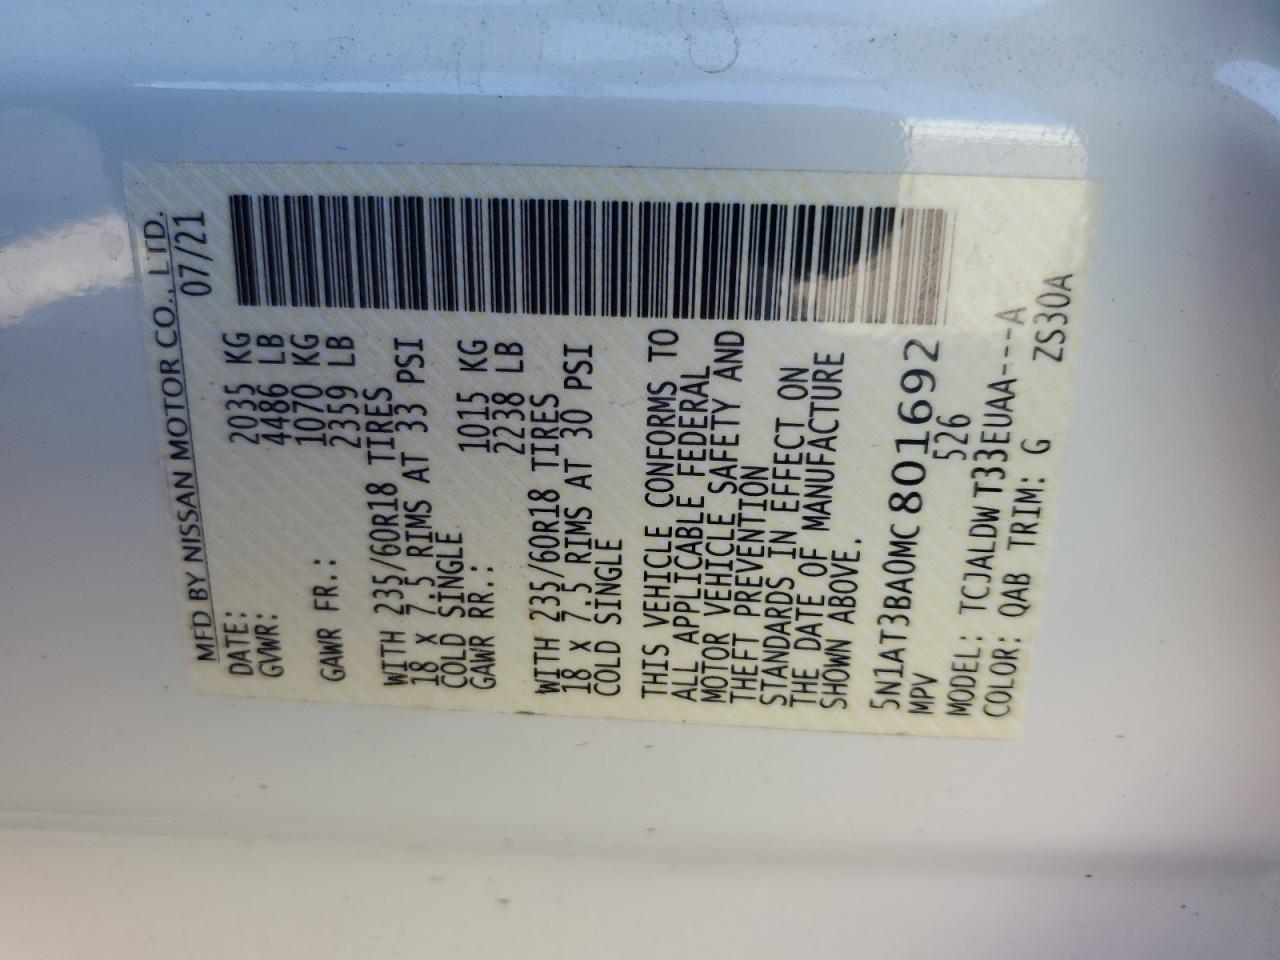 MFD BY NISSAN MOTOR CO., LTD.
DATE: 07/21
GVWR: 2035 KG
4486 LB
GAWR FR.: 1070 KG
2359 LB
WITH 235/60R18 TIRES
18 X 7.5 RIMS AT 33 PSI
COLD SINGLE
GAWR RR.: 1015 KG
2238 LB
WITH 235/60R18 TIRES
18 X 7.5 RIMS AT 30 PSI
COLD SINGLE
THIS VEHICLE CONFORMS TO
ALL APPLICABLE FEDERAL
MOTOR VEHICLE SAFETY AND
THEFT PREVENTION
STANDARDS IN EFFECT ON
THE DATE OF MANUFACTURE
SHOWN ABOVE.
5N1AT3BA0MC801692
MPV 526
MODEL: TCJALDW T33EUAA---A
COLOR: QAB TRIM: G ZS30A